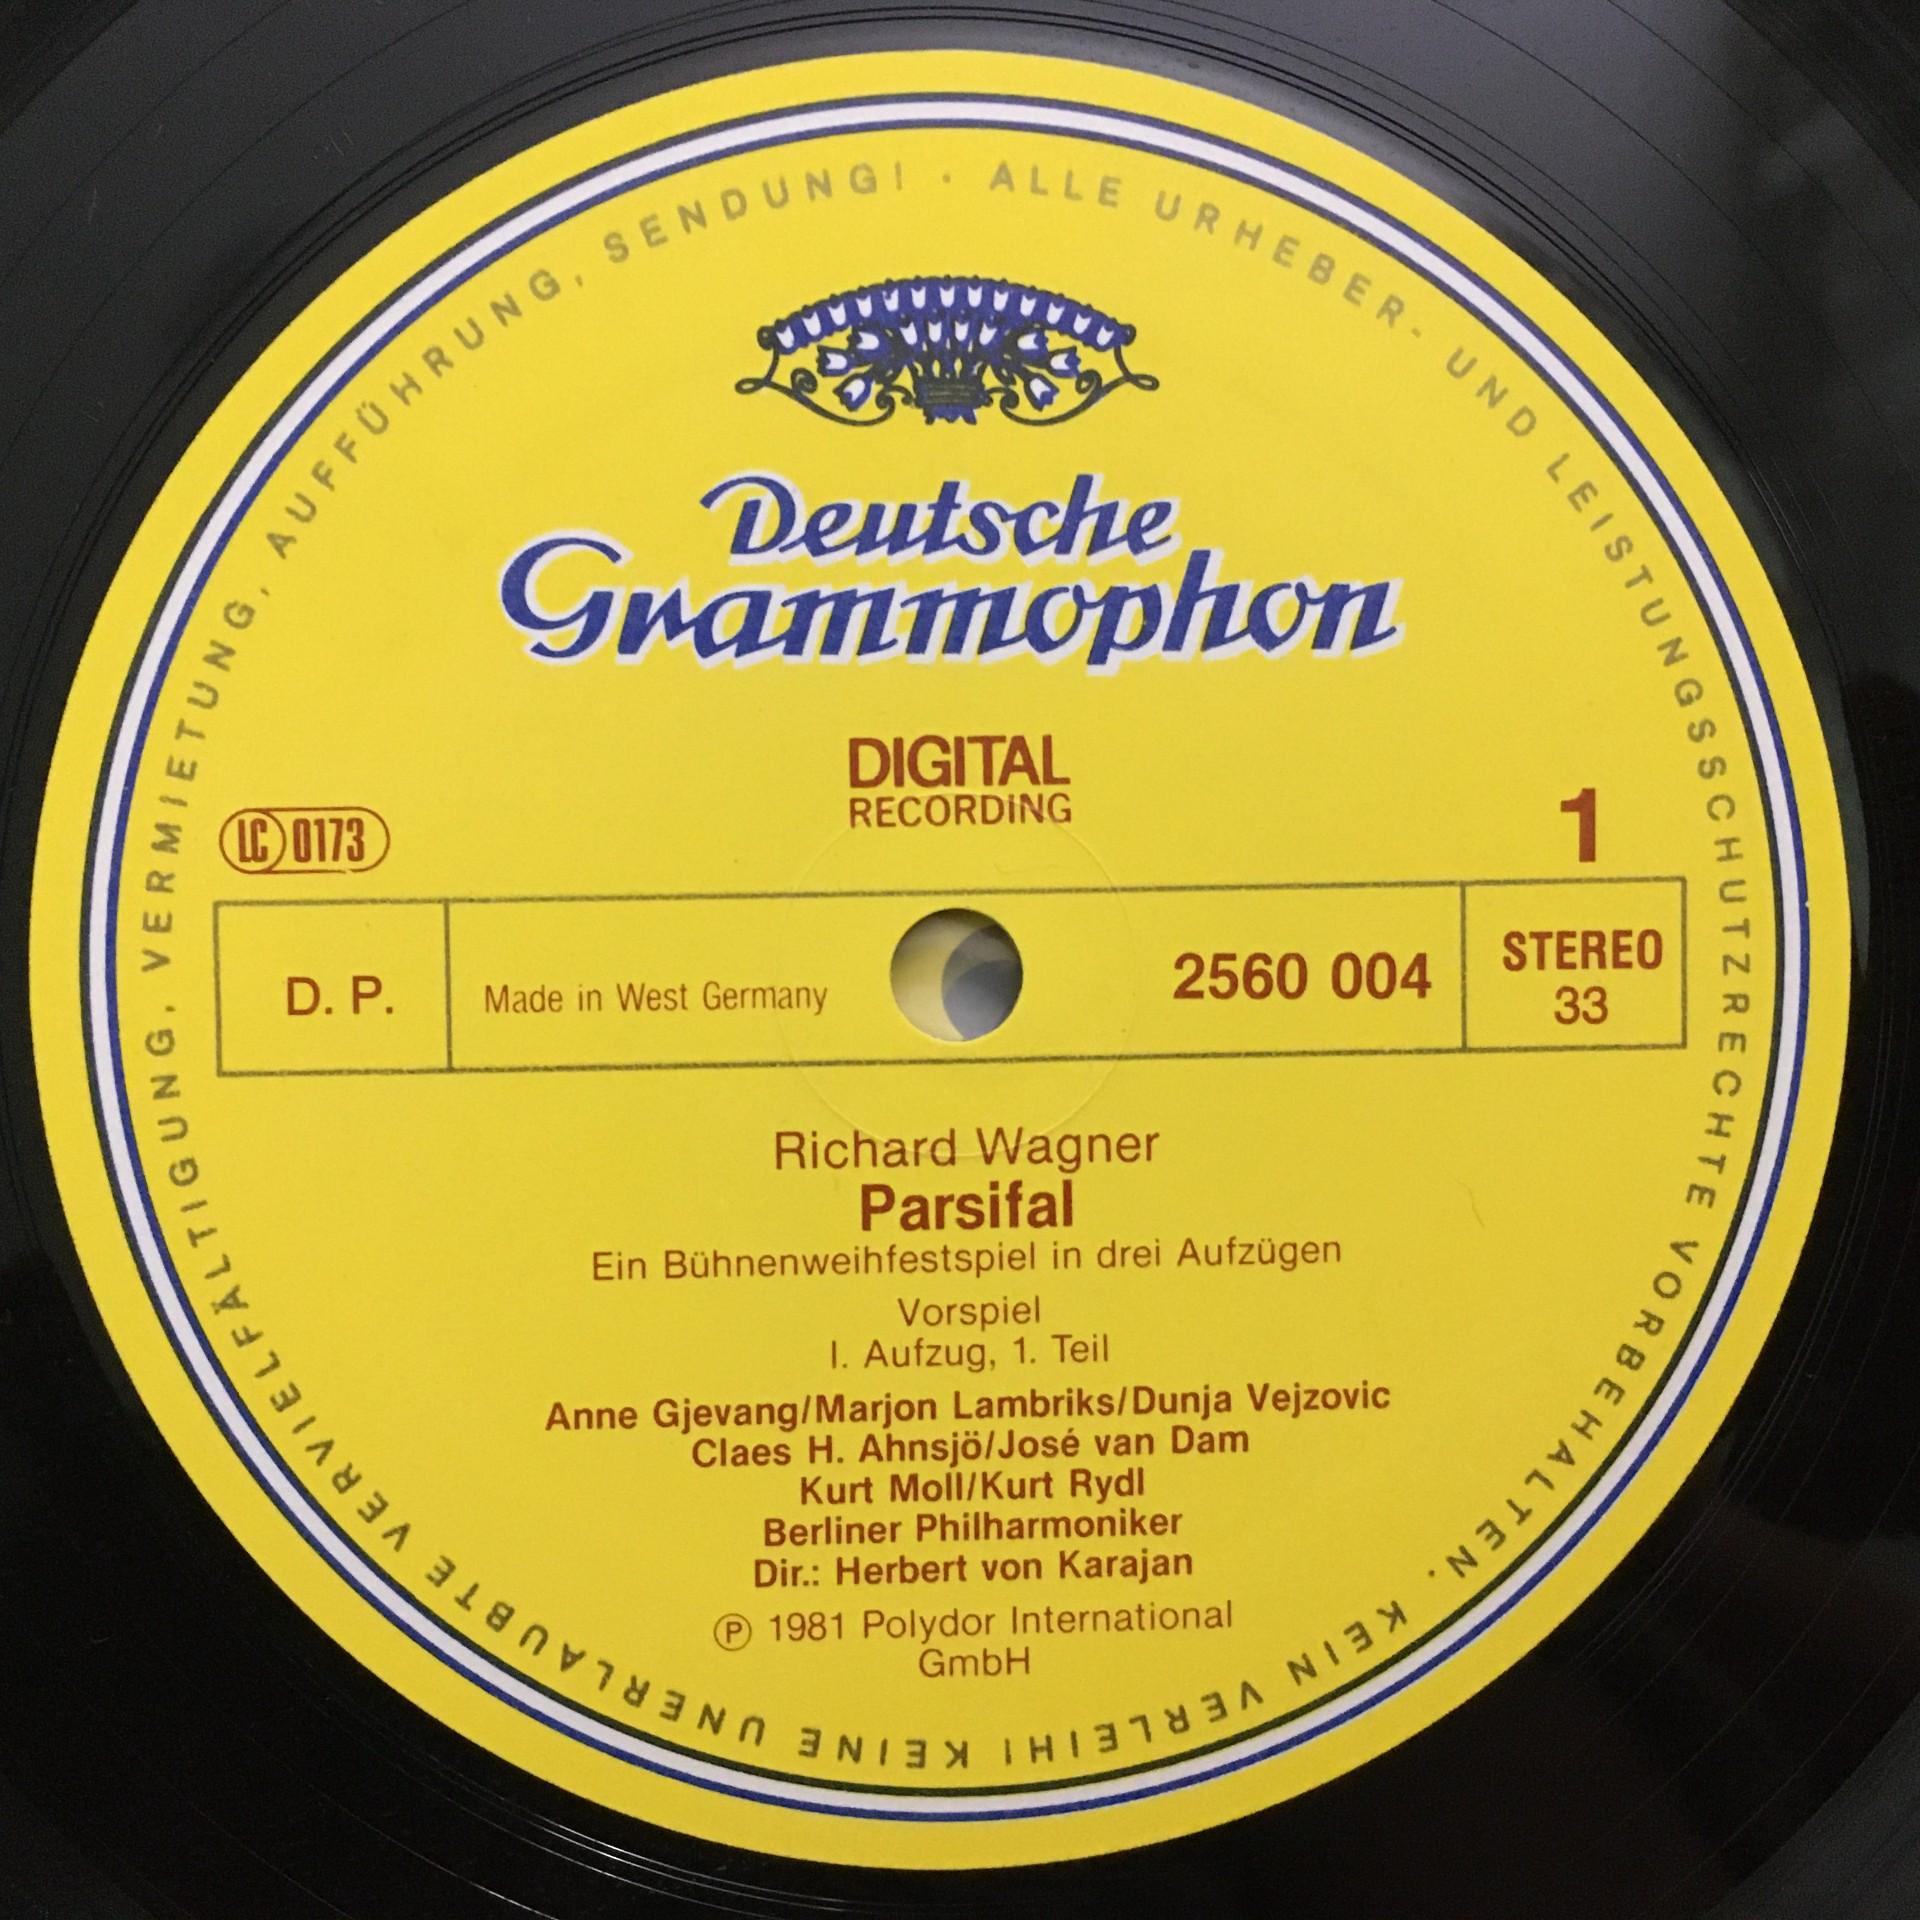 Deutsche
Grammophon
DIGITAL
RECORDING
LC 0173
1
D. P.
Made in West Germany
2560 004
STEREO
33
Richard Wagner
Parsifal
Ein Bühnenweihfestspiel in drei Aufzügen
Vorspiel
I. Aufzug, 1. Teil
Anne Gjevang/Marjon Lambriks/Dunja Vejzovic
Claes H. Ahnsjö/José van Dam
Kurt Moll/Kurt Rydl
Berliner Philharmoniker
Dir.: Herbert von Karajan
Ⓟ 1981 Polydor International
GmbH
ALLE URHEBER- UND LEISTUNGSSCHUTZRECHTE VORBEHALTEN. KEIN VERLEIH! KEINE UNERLAUBTE VERVIELFÄLTIGUNG, VERMIETUNG, AUFFÜHRUNG, SENDUNG! ·